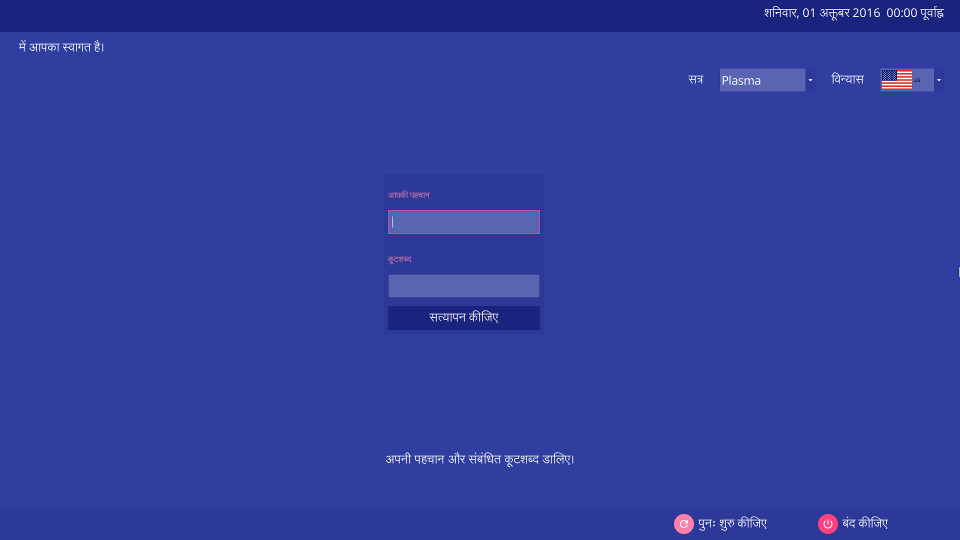 शनिवार, 01 अक्तूबर 2016 00:00 पूर्वाह्न
में आपका स्वागत है।
सत्र Plasma विन्यास us
आपकी पहचान
कूटशब्द
सत्यापन कीजिए
अपनी पहचान और संबंधित कूटशब्द डालिए।
पुनः शुरु कीजिए बंद कीजिए